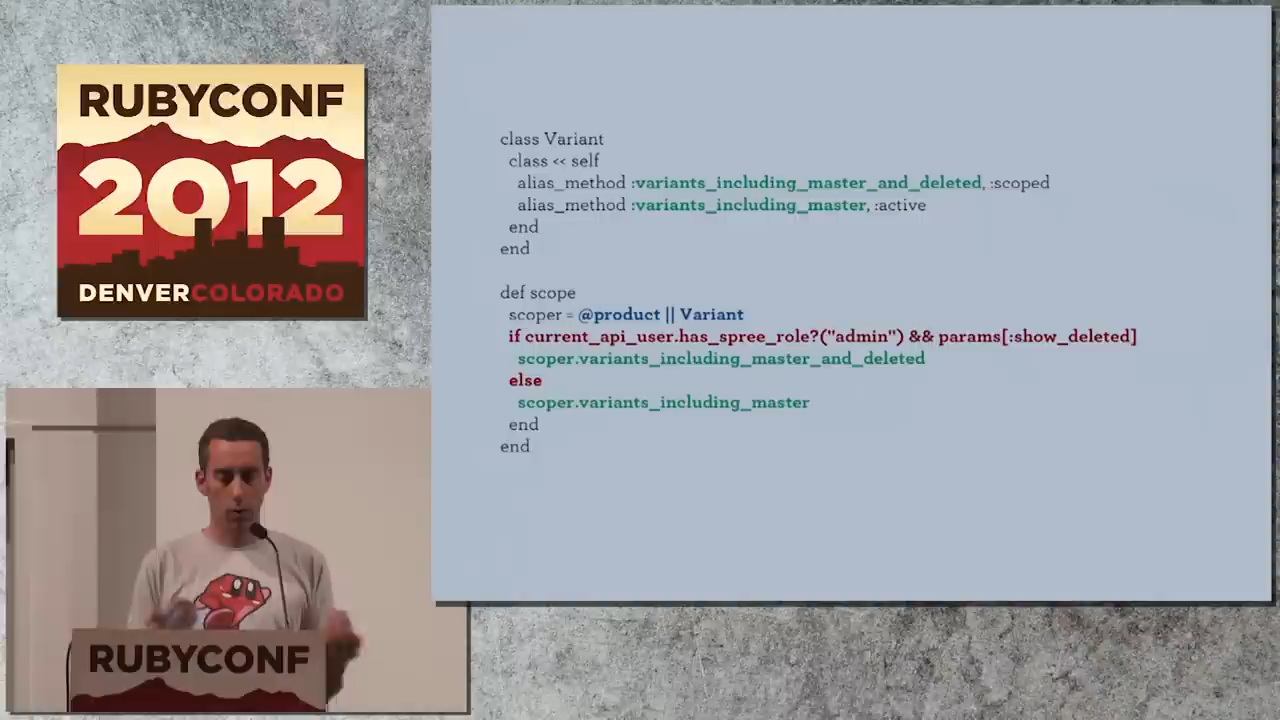 RUBYCONF
2012
DENVERCOLORADO
class Variant
class << self
alias_method :variants_including_master_and_deleted, :scoped
alias_method :variants_including_master, :active
end
end
def scope
scoper = @product || Variant
if current_api_user.has_spree_role?("admin") && params[:show_deleted]
scoper.variants_including_master_and_deleted
else
scoper.variants_including_master
end
end
RUBYCONF